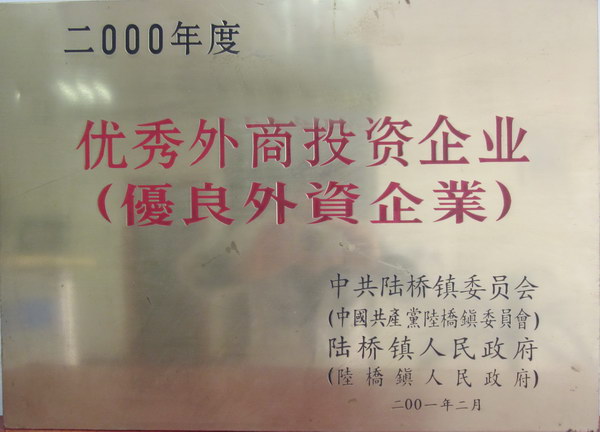 二000年度
优秀外商投资企业
(優良外資企業)
中共陆桥镇委员会
(中國共產黨陸橋鎮委員會)
陆桥镇人民政府
(陸橋鎮人民政府)
二00一年二月